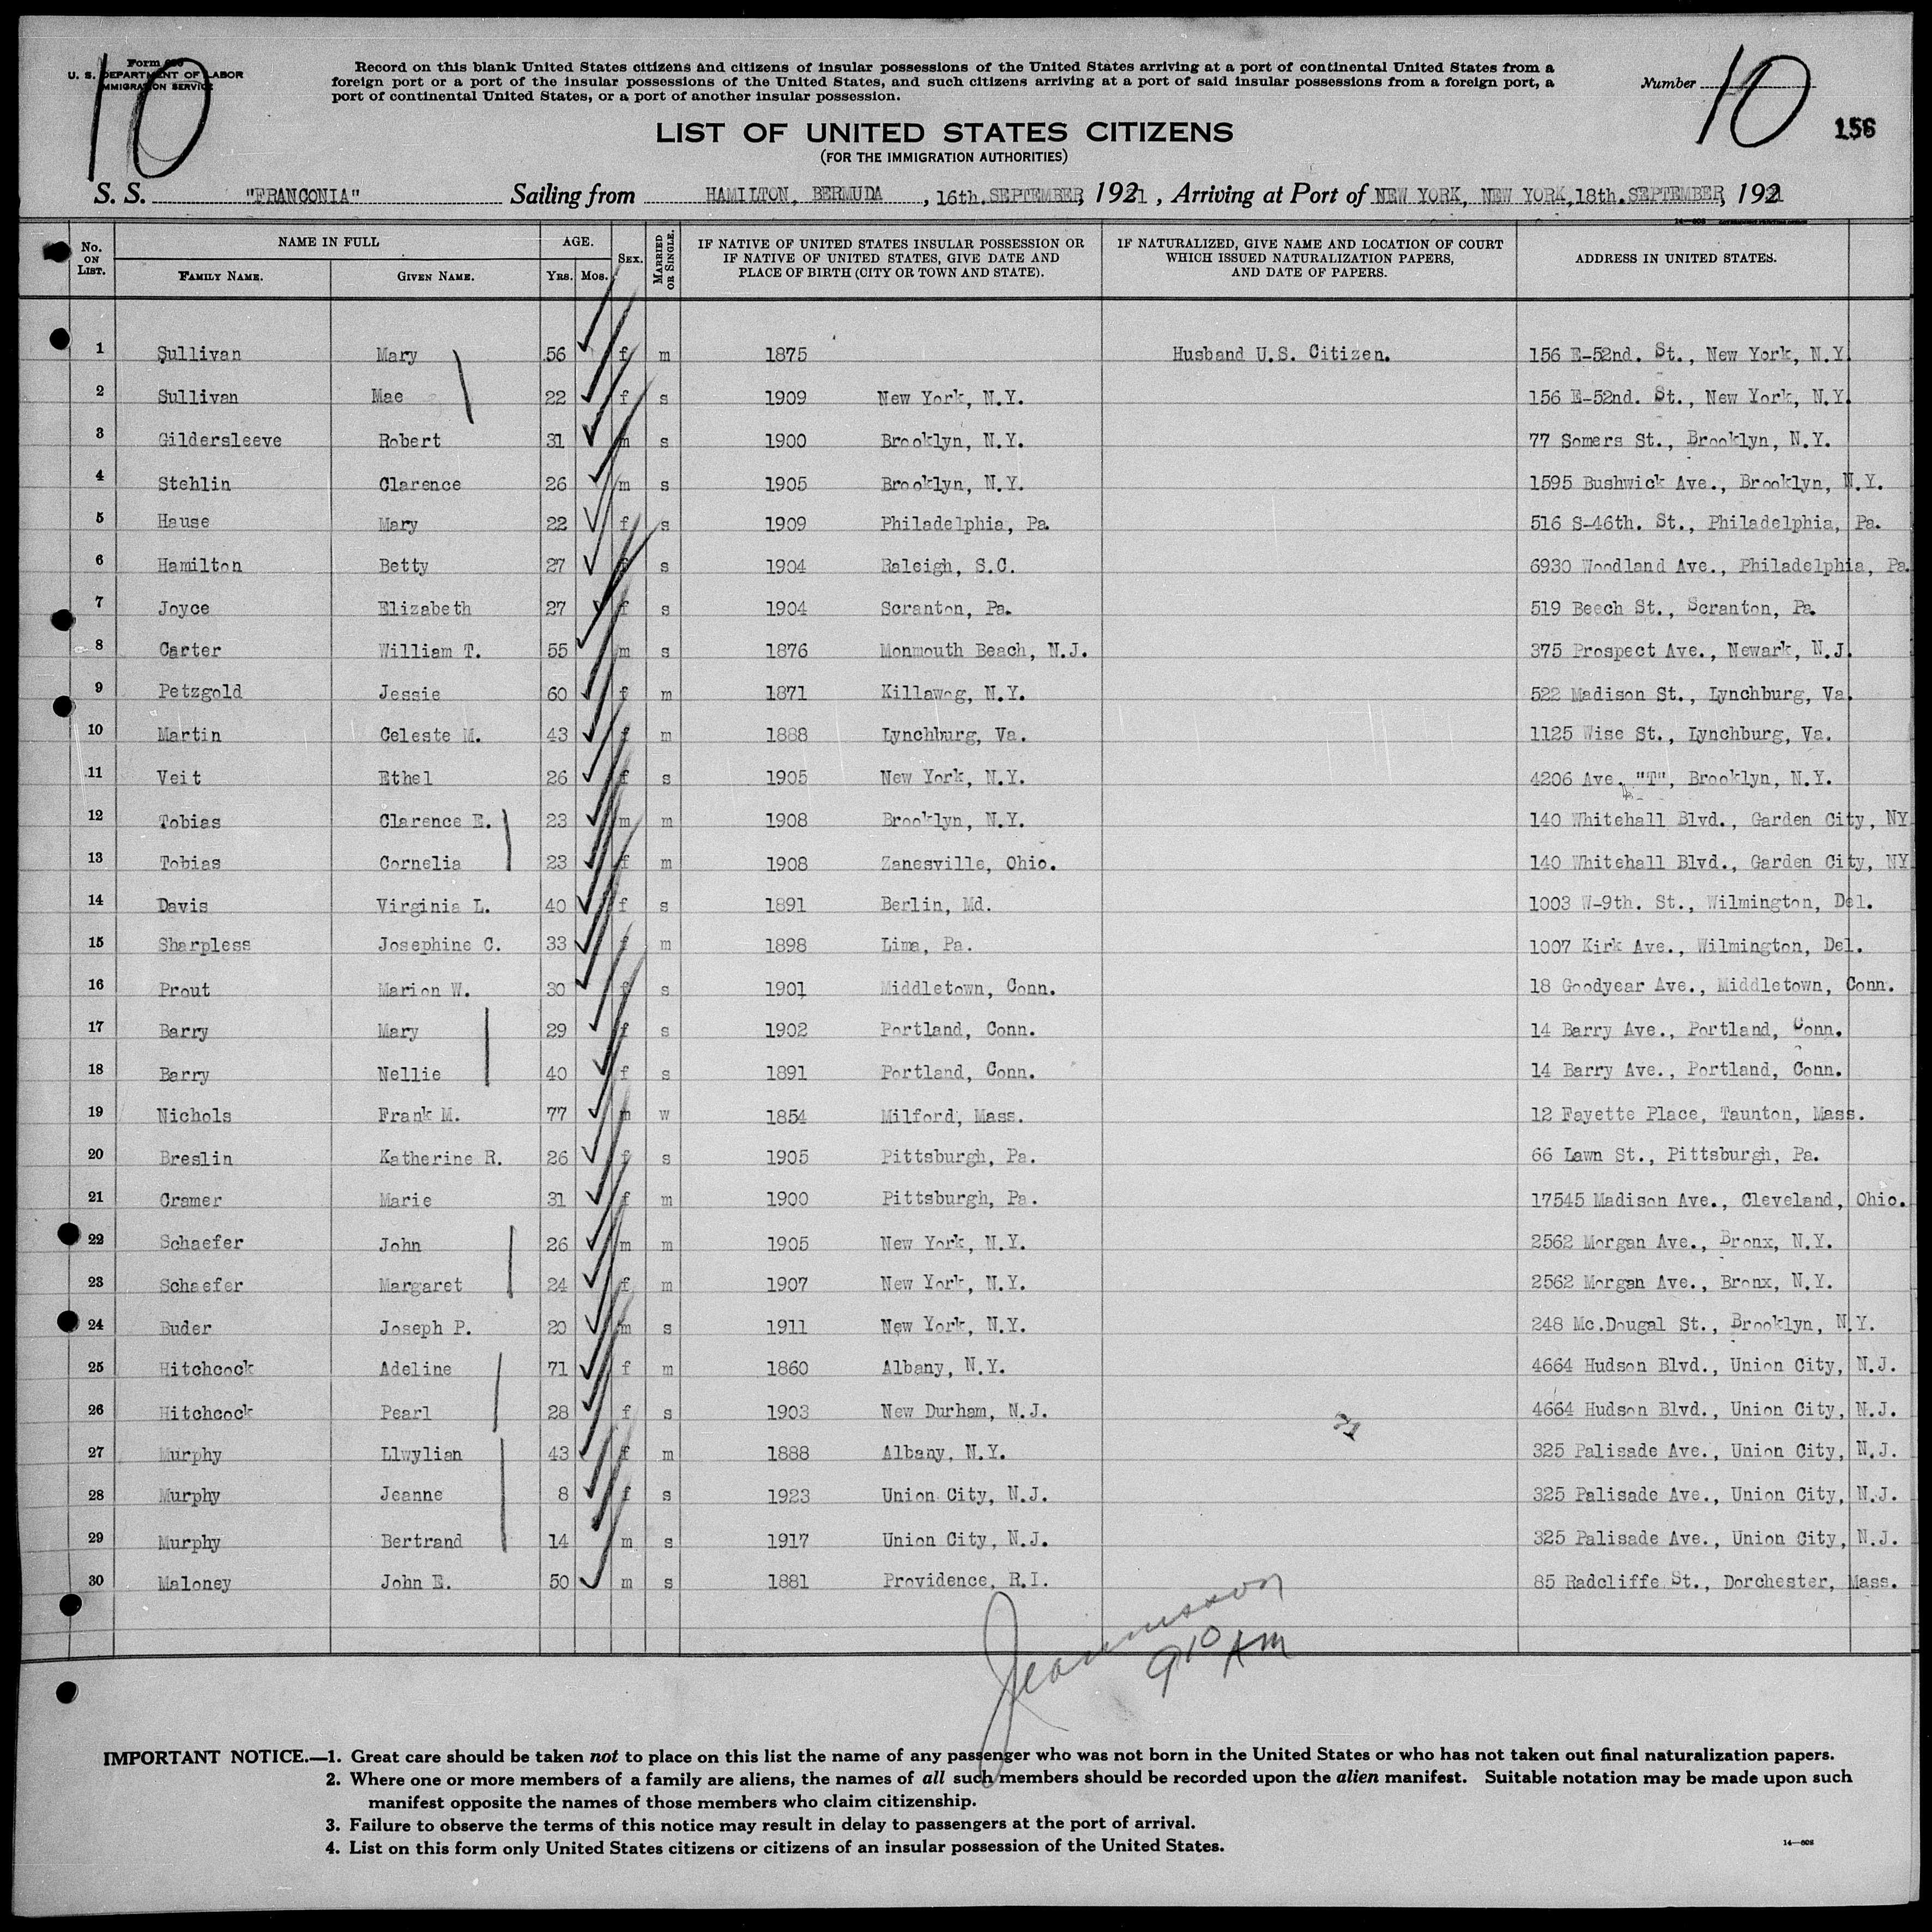 Form 630
U. S. DEPARTMENT OF LABOR
IMMIGRATION SERVICE
10
Record on this blank United States citizens and citizens of insular possessions of the United States arriving at a port of continental United States from a
foreign port or a port of the insular possessions of the United States, and such citizens arriving at a port of said insular possessions from a foreign port, a
port of continental United States, or a port of another insular possession.
Number 10
156
LIST OF UNITED STATES CITIZENS
(FOR THE IMMIGRATION AUTHORITIES)
S. S. "FRANCONIA" Sailing from HAMILTON, BERMUDA, 16th. SEPTEMBER, 1931, Arriving at Port of NEW YORK, NEW YORK, 18th. SEPTEMBER, 1931
No. ON LIST. NAME IN FULL FAMILY NAME. GIVEN NAME. AGE. Yrs. Mos. SEX. MARRIED OR SINGLE. IF NATIVE OF UNITED STATES INSULAR POSSESSION OR IF NATIVE OF UNITED STATES, GIVE DATE AND PLACE OF BIRTH (CITY OR TOWN AND STATE). IF NATURALIZED, GIVE NAME AND LOCATION OF COURT WHICH ISSUED NATURALIZATION PAPERS, AND DATE OF PAPERS. ADDRESS IN UNITED STATES.
1 Sullivan Mary 56 f m 1875 Husband U.S. Citizen. 156 E-52nd. St., New York, N.Y.
2 Sullivan Mae 22 f s 1909 New York, N.Y. 156 E-52nd. St., New York, N.Y.
3 Gildersleeve Robert 31 m s 1900 Brooklyn, N.Y. 77 Somers St., Brooklyn, N.Y.
4 Stehlin Clarence 26 m s 1905 Brooklyn, N.Y. 1595 Bushwick Ave., Brooklyn, N.Y.
5 Hause Mary 22 f s 1909 Philadelphia, Pa. 516 S-46th. St., Philadelphia, Pa.
6 Hamilton Betty 27 f s 1904 Raleigh, S.C. 6930 Woodland Ave., Philadelphia, Pa.
7 Joyce Elizabeth 27 f s 1904 Scranton, Pa. 519 Beech St., Scranton, Pa.
8 Carter William T. 55 m s 1876 Monmouth Beach, N.J. 375 Prospect Ave., Newark, N.J.
9 Petzgold Jessie 60 f m 1871 Killawog, N.Y. 522 Madison St., Lynchburg, Va.
10 Martin Celeste M. 43 f m 1888 Lynchburg, Va. 1125 Wise St., Lynchburg, Va.
11 Veit Ethel 26 f s 1905 New York, N.Y. 4206 Ave. "T", Brooklyn, N.Y.
12 Tobias Clarence E. 23 m m 1908 Brooklyn, N.Y. 140 Whitehall Blvd., Garden City, NY
13 Tobias Cornelia 23 f m 1908 Zanesville, Ohio. 140 Whitehall Blvd., Garden City, NY
14 Davis Virginia L. 40 f s 1891 Berlin, Md. 1003 W-9th. St., Wilmington, Del.
15 Sharpless Josephine C. 33 f m 1898 Lima, Pa. 1007 Kirk Ave., Wilmington, Del.
16 Prout Marion W. 30 f s 1901 Middletown, Conn. 18 Goodyear Ave., Middletown, Conn.
17 Barry Mary 29 f s 1902 Portland, Conn. 14 Barry Ave., Portland, Conn.
18 Barry Nellie 40 f s 1891 Portland, Conn. 14 Barry Ave., Portland, Conn.
19 Nichols Frank M. 77 m w 1854 Milford, Mass. 12 Fayette Place, Taunton, Mass.
20 Breslin Katherine R. 26 f s 1905 Pittsburgh, Pa. 66 Lawn St., Pittsburgh, Pa.
21 Cramer Marie 31 f m 1900 Pittsburgh, Pa. 17545 Madison Ave., Cleveland, Ohio.
22 Schaefer John 26 m m 1905 New York, N.Y. 2562 Morgan Ave., Bronx, N.Y.
23 Schaefer Margaret 24 f m 1907 New York, N.Y. 2562 Morgan Ave., Bronx, N.Y.
24 Buder Joseph P. 20 m s 1911 New York, N.Y. 248 Mc.Dougal St., Brooklyn, N.Y.
25 Hitchcock Adeline 71 f m 1860 Albany, N.Y. 4664 Hudson Blvd., Union City, N.J.
26 Hitchcock Pearl 28 f s 1903 New Durham, N.J. 4664 Hudson Blvd., Union City, N.J.
27 Murphy Llwylian 43 f m 1888 Albany, N.Y. 325 Palisade Ave., Union City, N.J.
28 Murphy Jeanne 8 f s 1923 Union City, N.J. 325 Palisade Ave., Union City, N.J.
29 Murphy Bertrand 14 m s 1917 Union City, N.J. 325 Palisade Ave., Union City, N.J.
30 Maloney John E. 50 m s 1881 Providence, R.I. 85 Radcliffe St., Dorchester, Mass.
9 10 AM
IMPORTANT NOTICE.—1. Great care should be taken not to place on this list the name of any passenger who was not born in the United States or who has not taken out final naturalization papers.
2. Where one or more members of a family are aliens, the names of all such members should be recorded upon the alien manifest. Suitable notation may be made upon such
manifest opposite the names of those members who claim citizenship.
3. Failure to observe the terms of this notice may result in delay to passengers at the port of arrival.
4. List on this form only United States citizens or citizens of an insular possession of the United States.
14—608